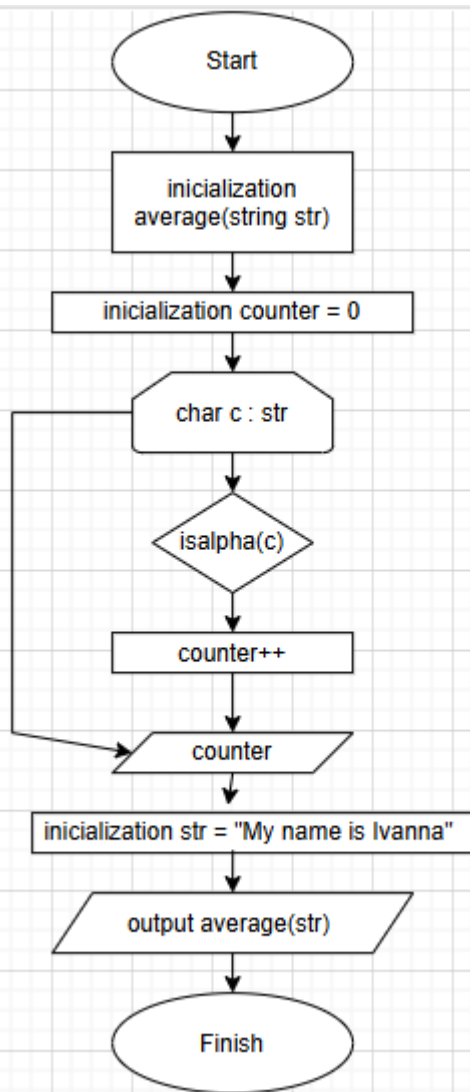 Start
inicialization
average(string str)
inicialization counter = 0
char c : str
isalpha(c)
counter++
counter
inicialization str = "My name is Ivanna"
output average(str)
Finish